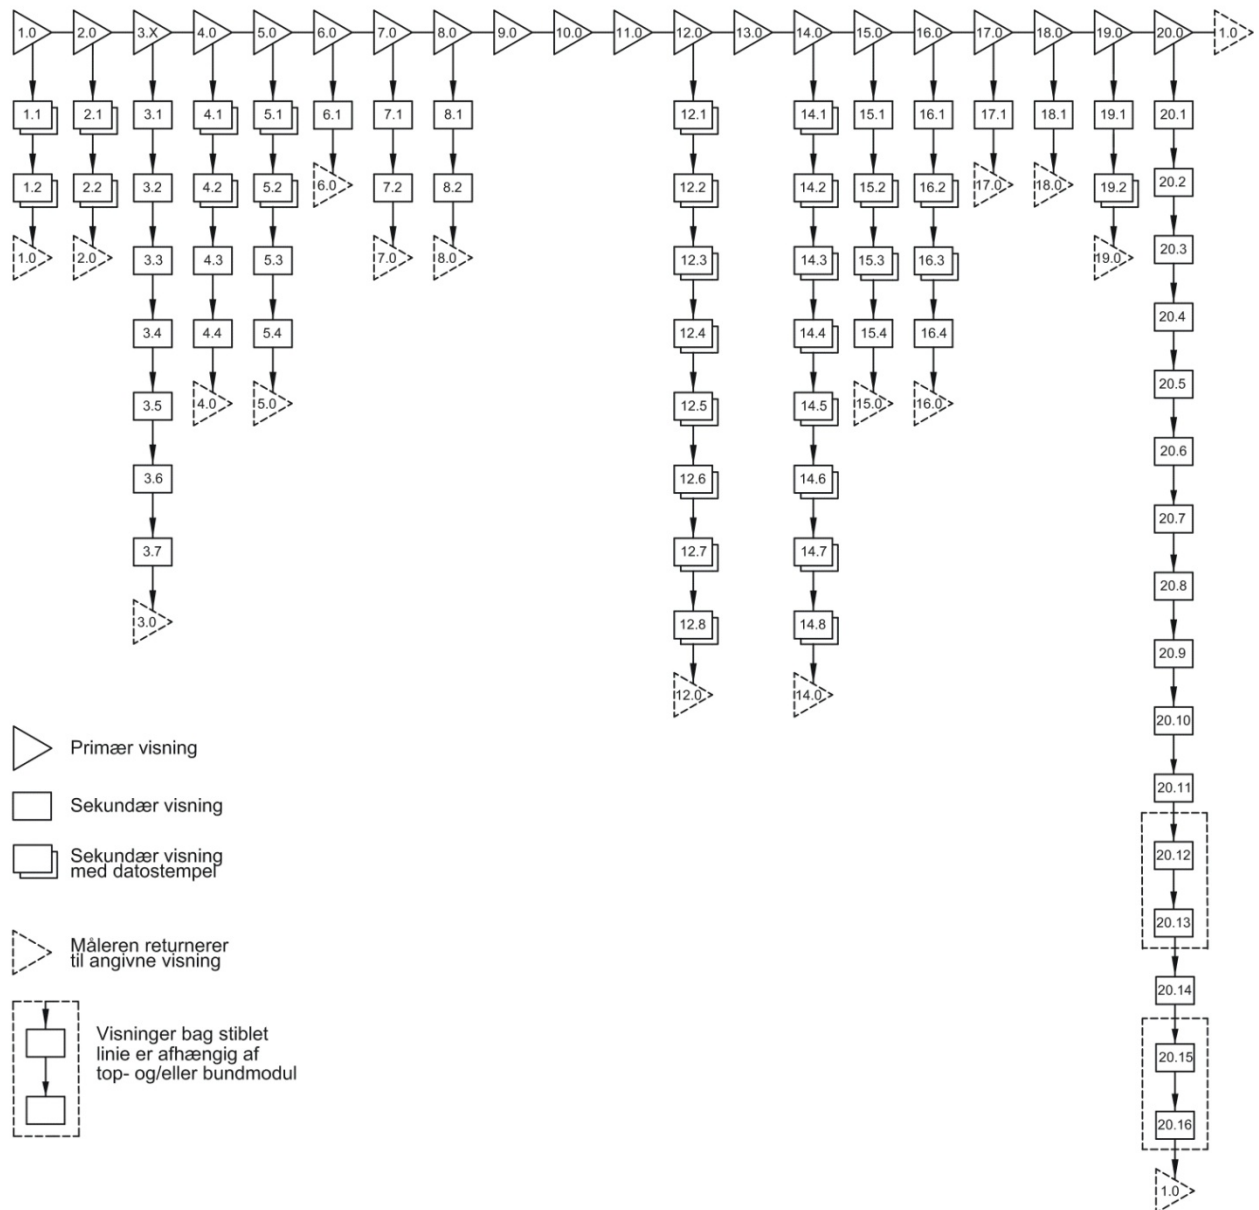 1.0 2.0 3.X 4.0 5.0 6.0 7.0 8.0 9.0 10.0 11.0 12.0 13.0 14.0 15.0 16.0 17.0 18.0 19.0 20.0 1.0
1.1 2.1 3.1 4.1 5.1 6.1 7.1 8.1 12.1 14.1 15.1 16.1 17.1 18.1 19.1 20.1
1.2 2.2 3.2 4.2 5.2 6.0 7.2 8.2 12.2 14.2 15.2 16.2 17.0 18.0 19.2 20.2
1.0 2.0 3.3 4.3 5.3 7.0 8.0 12.3 14.3 15.3 16.3 19.0 20.3
3.4 4.4 5.4 12.4 14.4 15.4 16.4 20.4
3.5 4.0 5.0 12.5 14.5 15.0 16.0 20.5
3.6 12.6 14.6 20.6
3.7 12.7 14.7 20.7
20.8
3.0 12.8 14.8
20.9
12.0 14.0
20.10
Primær visning
20.11
Sekundær visning
20.12
Sekundær visning
med datostempel
20.13
Måleren returnerer
til angivne visning
20.14
Visninger bag stiblet
linie er afhængig af
top- og/eller bundmodul
20.15
20.16
1.0